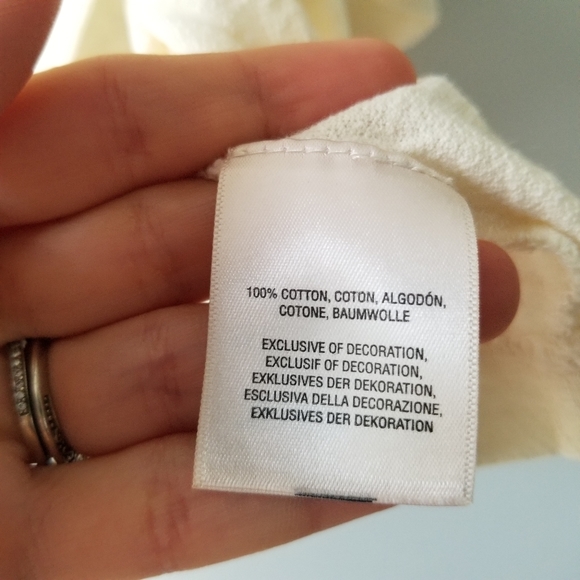 100% COTTON, COTON, ALGODÓN,
COTONE, BAUMWOLLE
EXCLUSIVE OF DECORATION,
EXCLUSIF OF DECORATION,
EXKLUSIVES DER DEKORATION,
ESCLUSIVA DELLA DECORAZIONE,
EXKLUSIVES DER DEKORATION